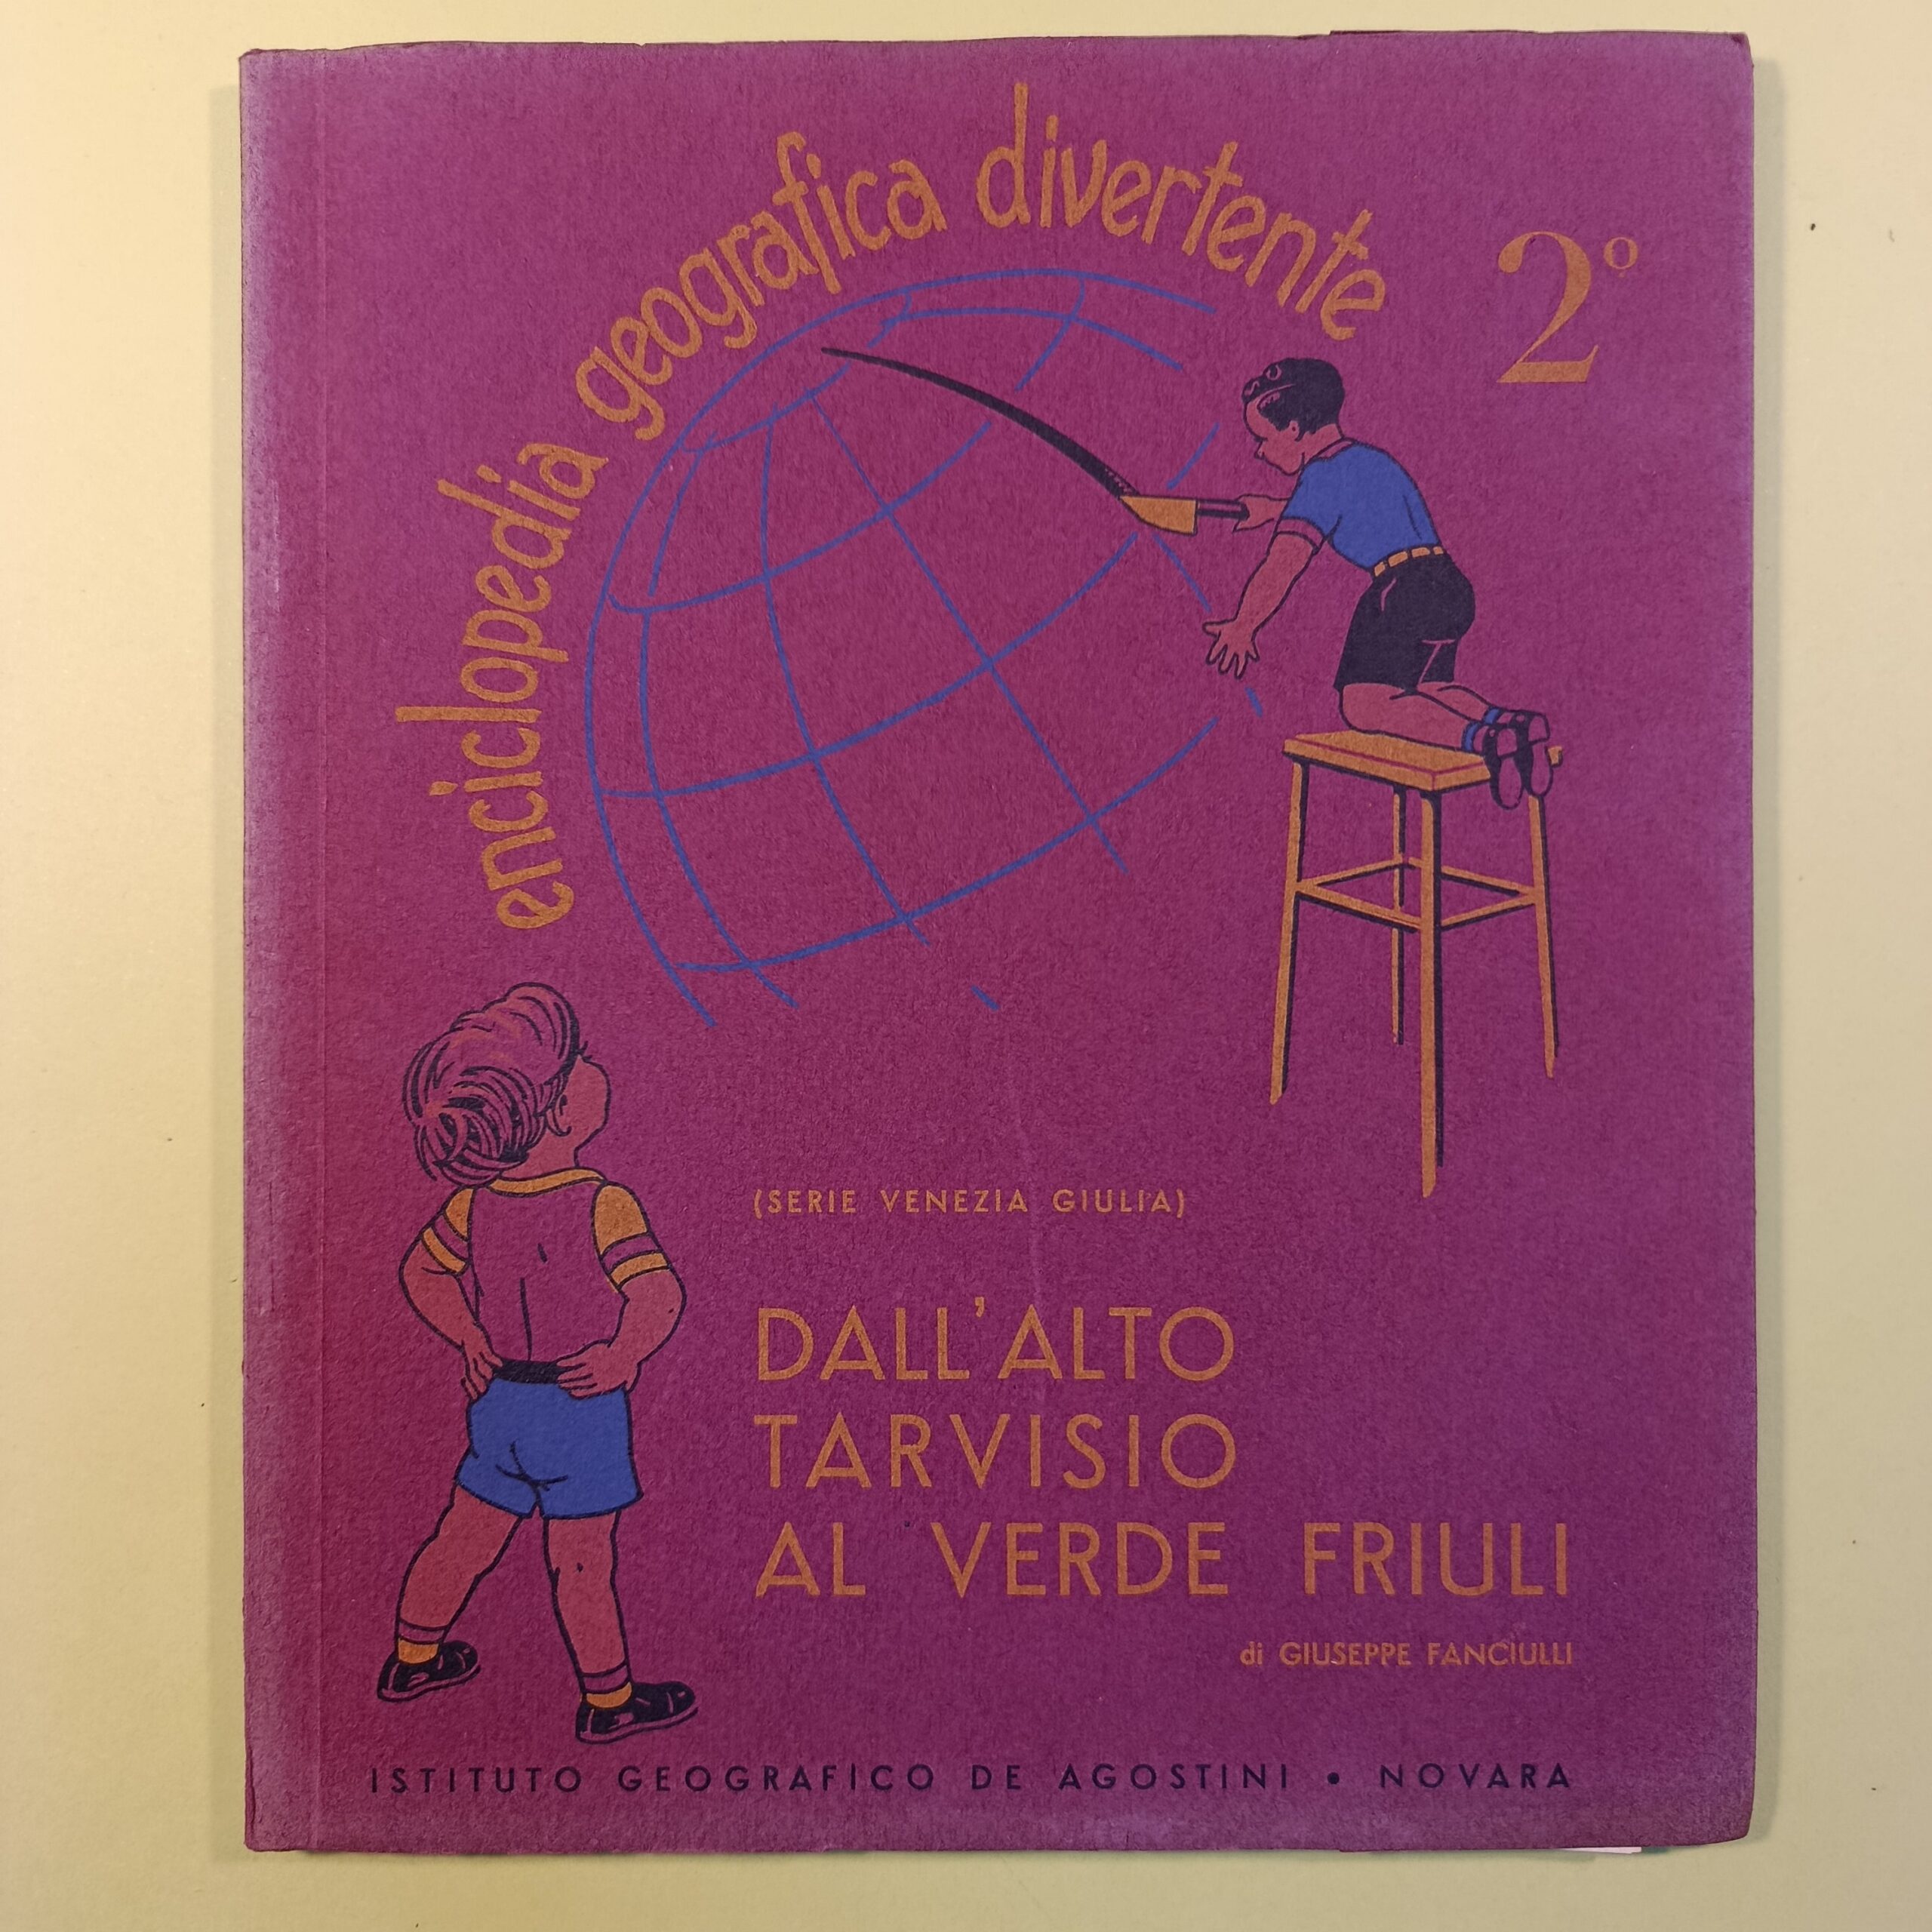 enciclopedia geografica divertente
2º
(SERIE VENEZIA GIULIA)
DALL'ALTO
TARVISIO
AL VERDE FRIULI
di GIUSEPPE FANCIULLI
ISTITUTO GEOGRAFICO DE AGOSTINI • NOVARA